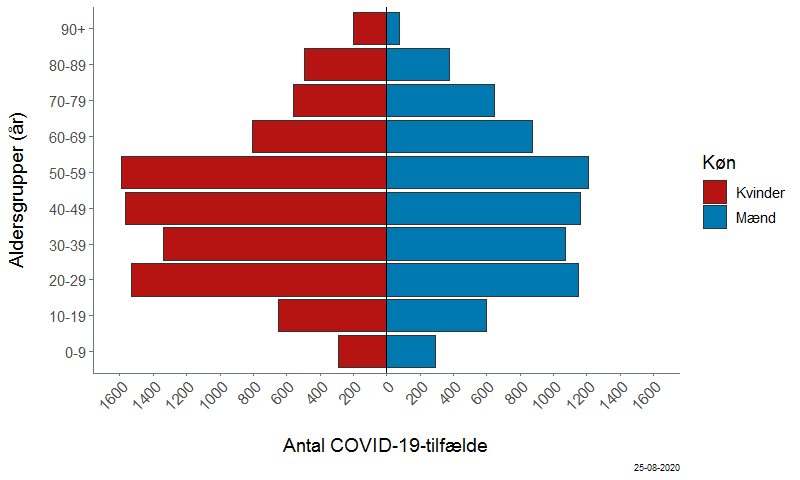 90+
80-89
70-79
60-69
50-59
40-49
30-39
20-29
10-19
0-9
Aldersgrupper (år)
1600 1400 1200 1000 800 600 400 200 0 200 400 600 800 1000 1200 1400 1600
Antal COVID-19-tilfælde
Køn
Kvinder
Mænd
25-08-2020